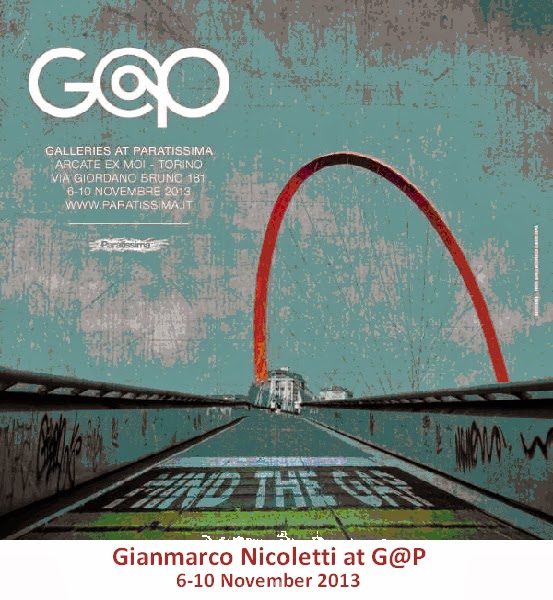 G@P
GALLERIES AT PARATISSIMA
ARCATE EX MOI - TORINO
VIA GIORDANO BRUNO 181
6-10 NOVEMBRE 2013
WWW.PARATISSIMA.IT
Paratissima
MIND THE GAP
Gianmarco Nicoletti at G@P
6-10 November 2013